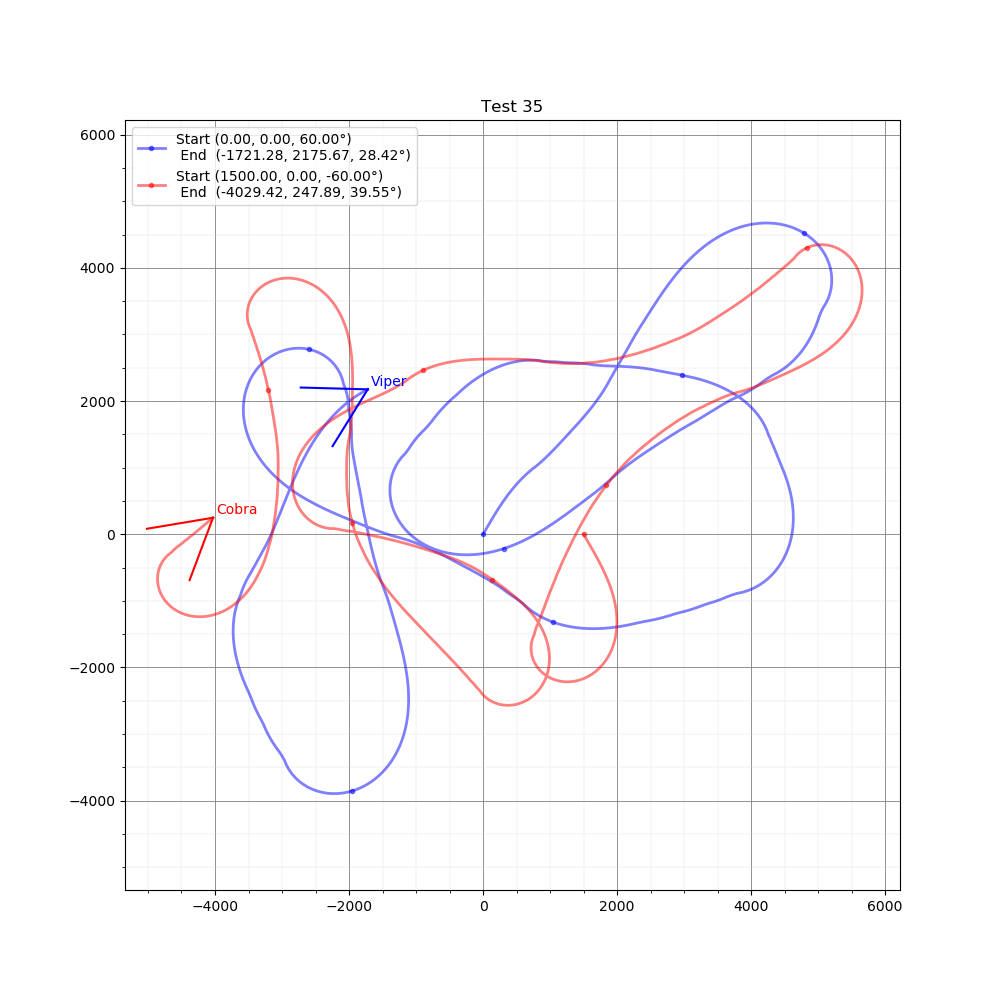 Test 35
Start (0.00, 0.00, 60.00°)
End (-1721.28, 2175.67, 28.42°)
Start (1500.00, 0.00, -60.00°)
End (-4029.42, 247.89, 39.55°)
6000
4000
2000
0
−2000
−4000
Viper
Cobra
−4000
−2000
0
2000
4000
6000